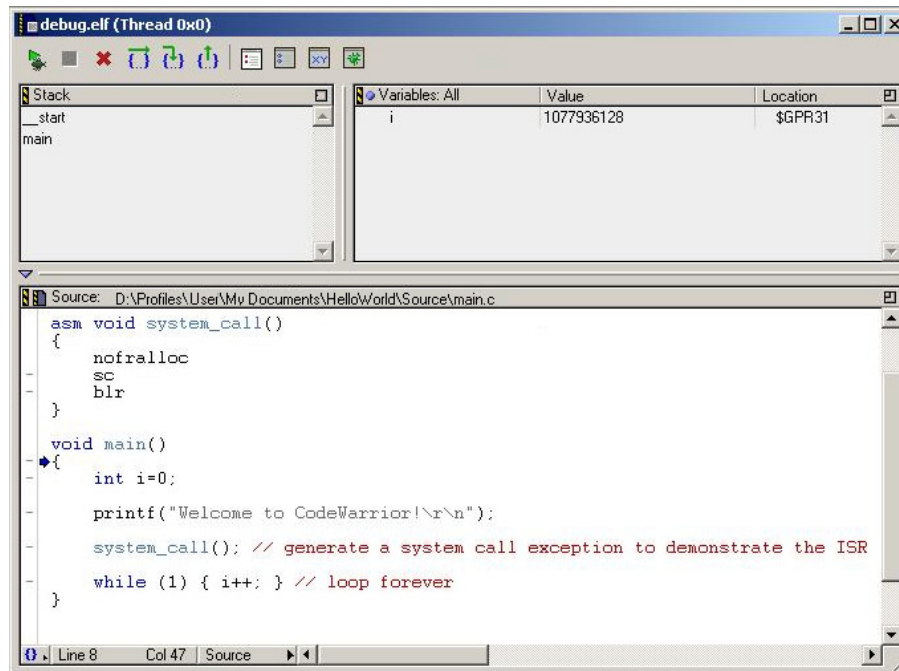 debug.elf (Thread 0x0)
XY
Stack
__start
main
Variables: All Value Location
i 1077936128 $GPR31
Source: D:\Profiles\User\My Documents\HelloWorld\Source\main.c
asm void system_call()
{
nofralloc
sc
blr
}
void main()
{
int i=0;
printf("Welcome to CodeWarrior!\r\n");
system_call(); // generate a system call exception to demonstrate the ISR
while (1) { i++; } // loop forever
}
Line 8 Col 47 Source